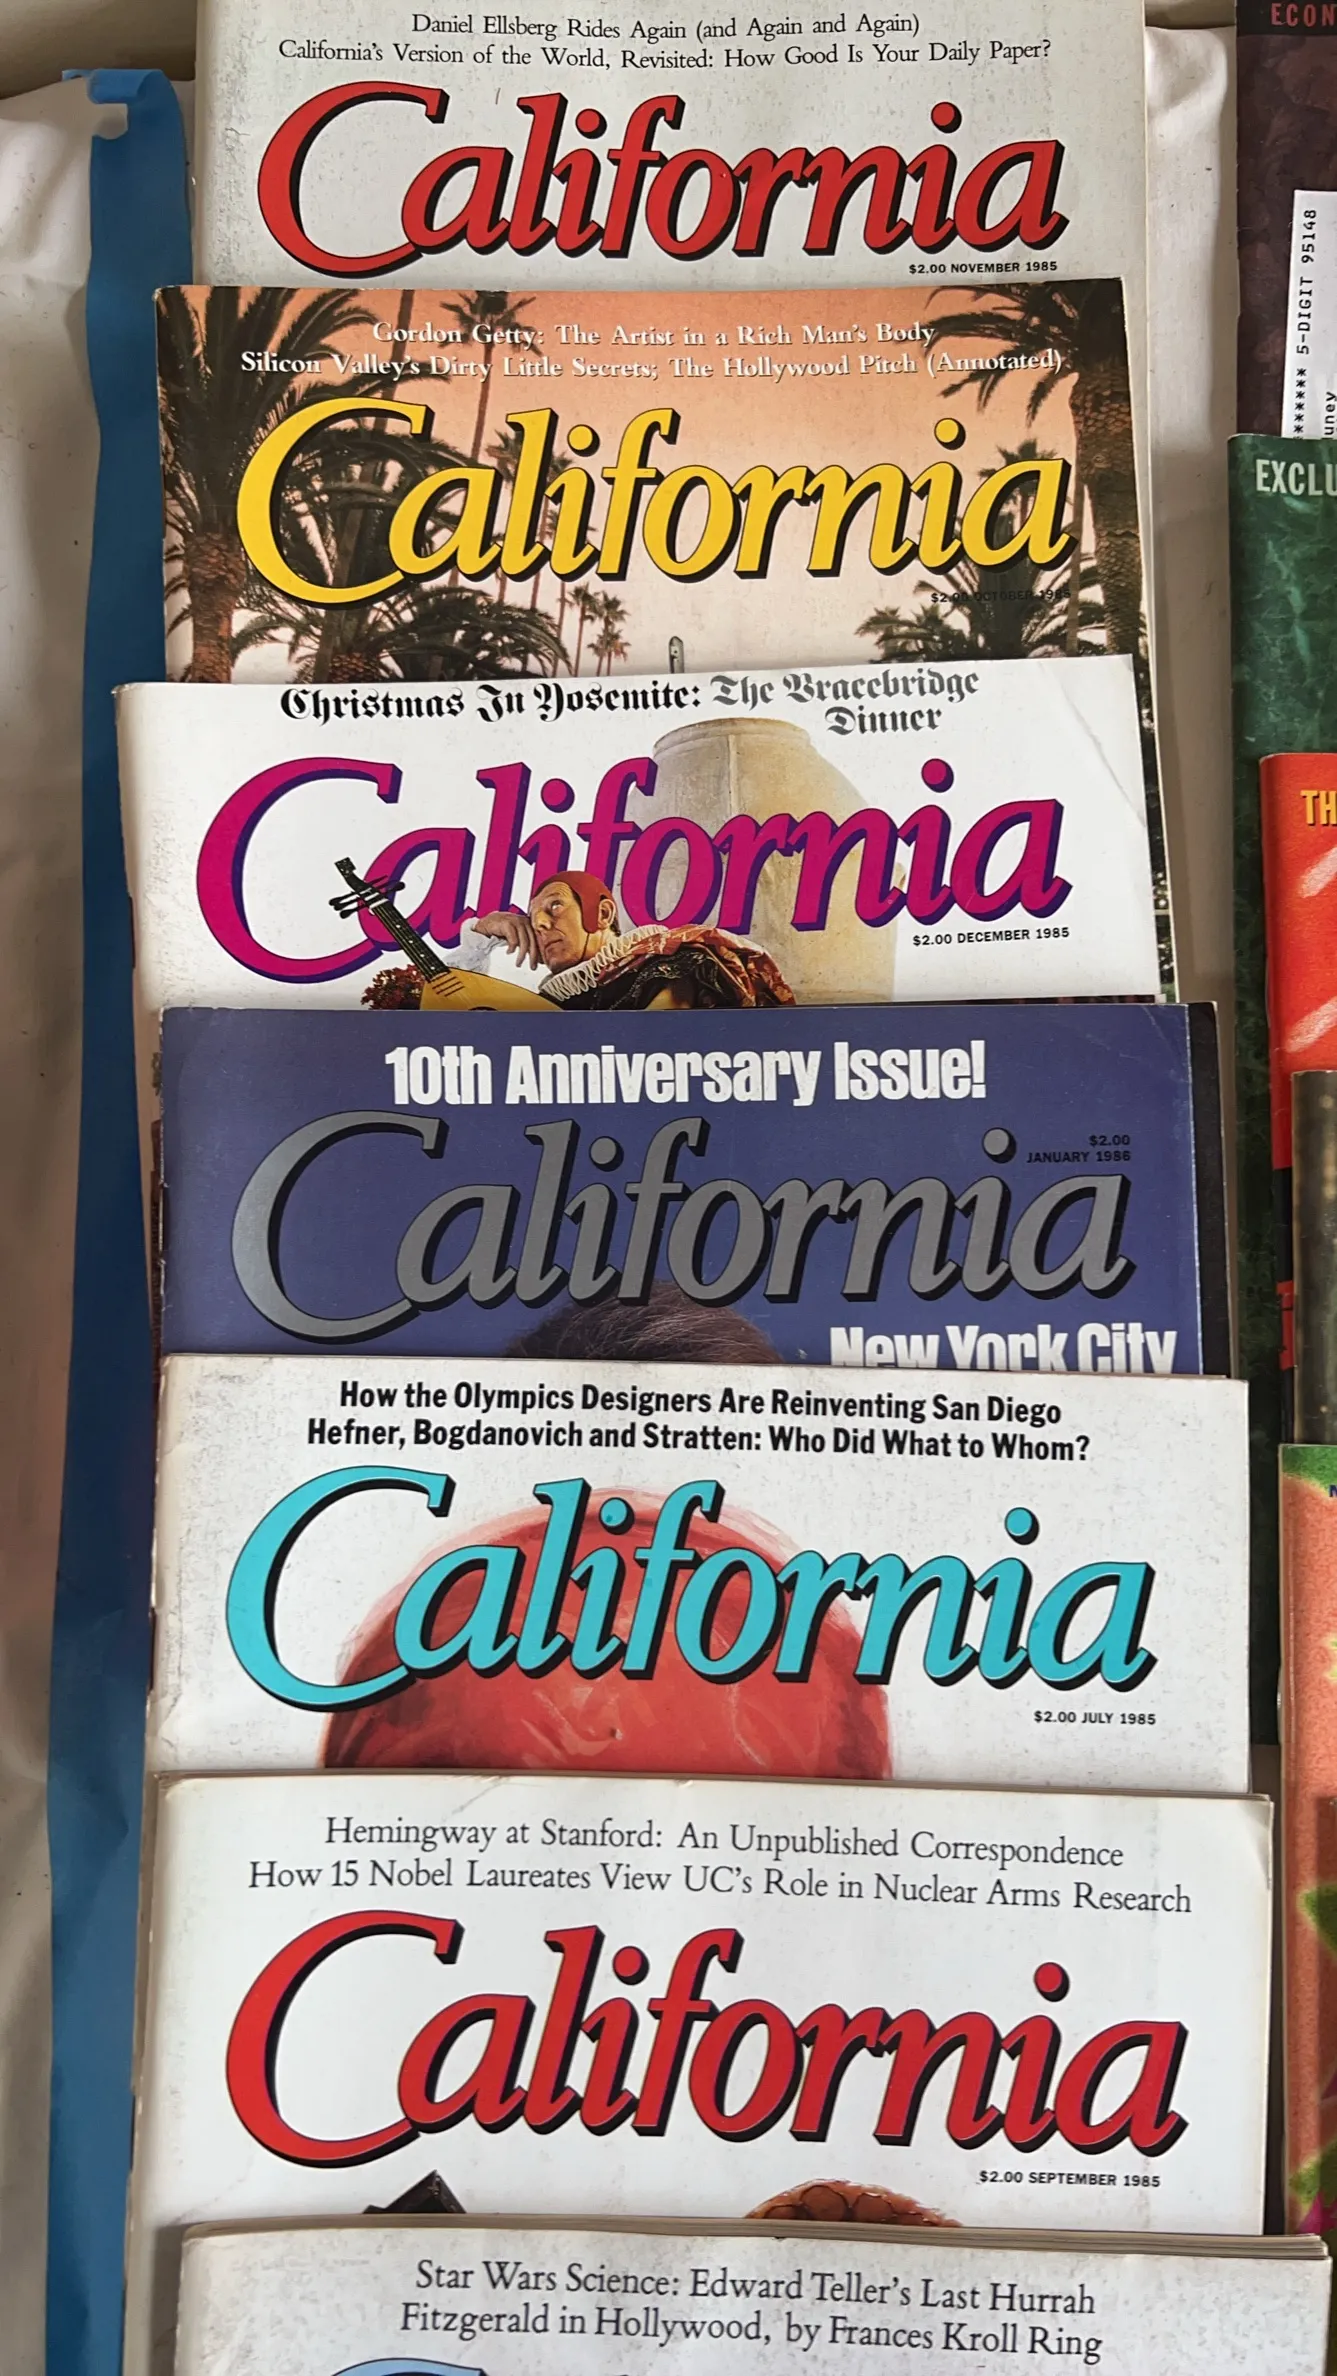 Daniel Ellsberg Rides Again (and Again and Again)
California's Version of the World, Revisited: How Good Is Your Daily Paper?
California
$2.00 NOVEMBER 1985
Gordon Getty: The Artist in a Rich Man's Body
Silicon Valley's Dirty Little Secrets; The Hollywood Pitch (Annotated)
California
$2.00 OCTOBER 1985
Christmas In Yosemite: The Bracebridge
Dinner
California
$2.00 DECEMBER 1985
10th Anniversary Issue!
California
$2.00
JANUARY 1986
New York City
How the Olympics Designers Are Reinventing San Diego
Hefner, Bogdanovich and Stratten: Who Did What to Whom?
California
$2.00 JULY 1985
Hemingway at Stanford: An Unpublished Correspondence
How 15 Nobel Laureates View UC's Role in Nuclear Arms Research
California
$2.00 SEPTEMBER 1985
Star Wars Science: Edward Teller's Last Hurrah
Fitzgerald in Hollywood, by Frances Kroll Ring
ECON
5-DIGIT 95148
uney
EXCLU
TH